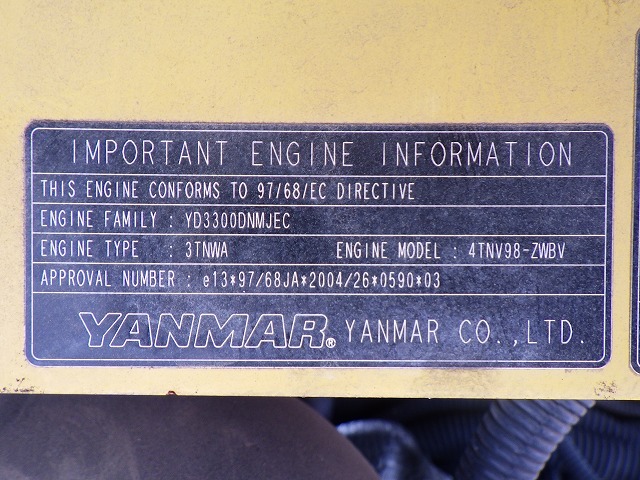 IMPORTANT ENGINE INFORMATION
THIS ENGINE CONFORMS TO 97/68/EC DIRECTIVE
ENGINE FAMILY : YD3300DNMJEC
ENGINE TYPE : 3TNWA ENGINE MODEL : 4TNV98-ZWBV
APPROVAL NUMBER : e13*97/68JA*2004/26*0590*03
YANMAR® YANMAR CO.,LTD.